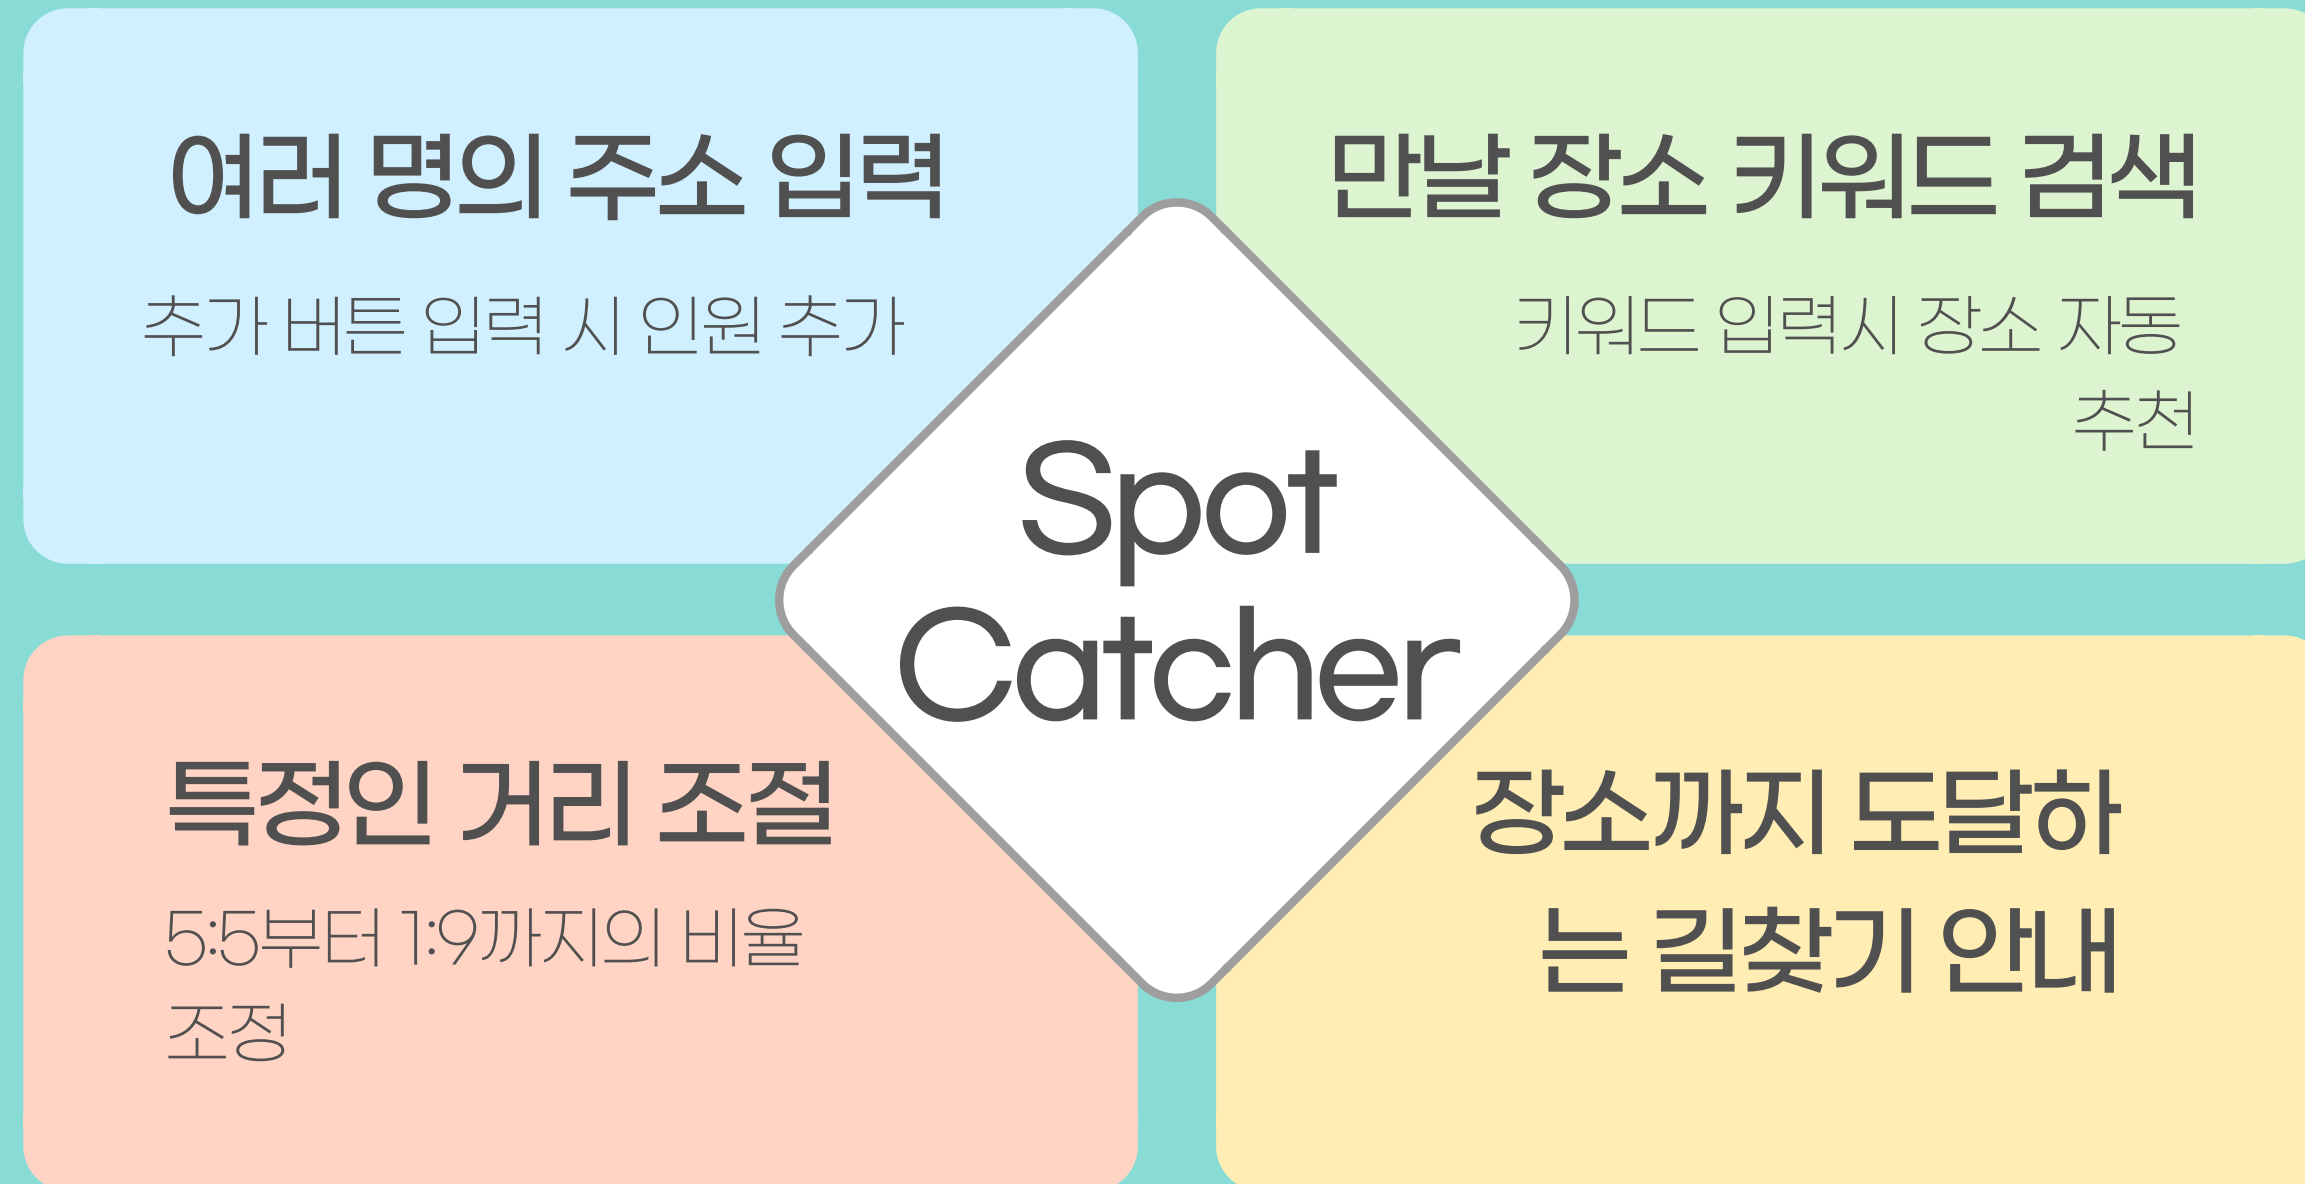 여러 명의 주소 입력
추가 버튼 입력 시 인원 추가
만날 장소 키워드 검색
키워드 입력시 장소 자동
추천
Spot
Catcher
특정인 거리 조절
5:5부터 1:9까지의 비율
조정
장소까지 도달하
는 길찾기 안내